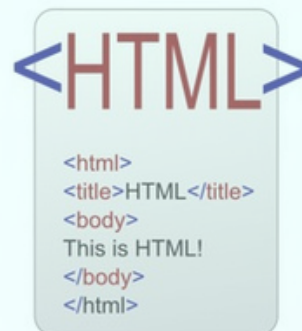 <HTML>
<html>
<title>HTML</title>
<body>
This is HTML!
</body>
</html>